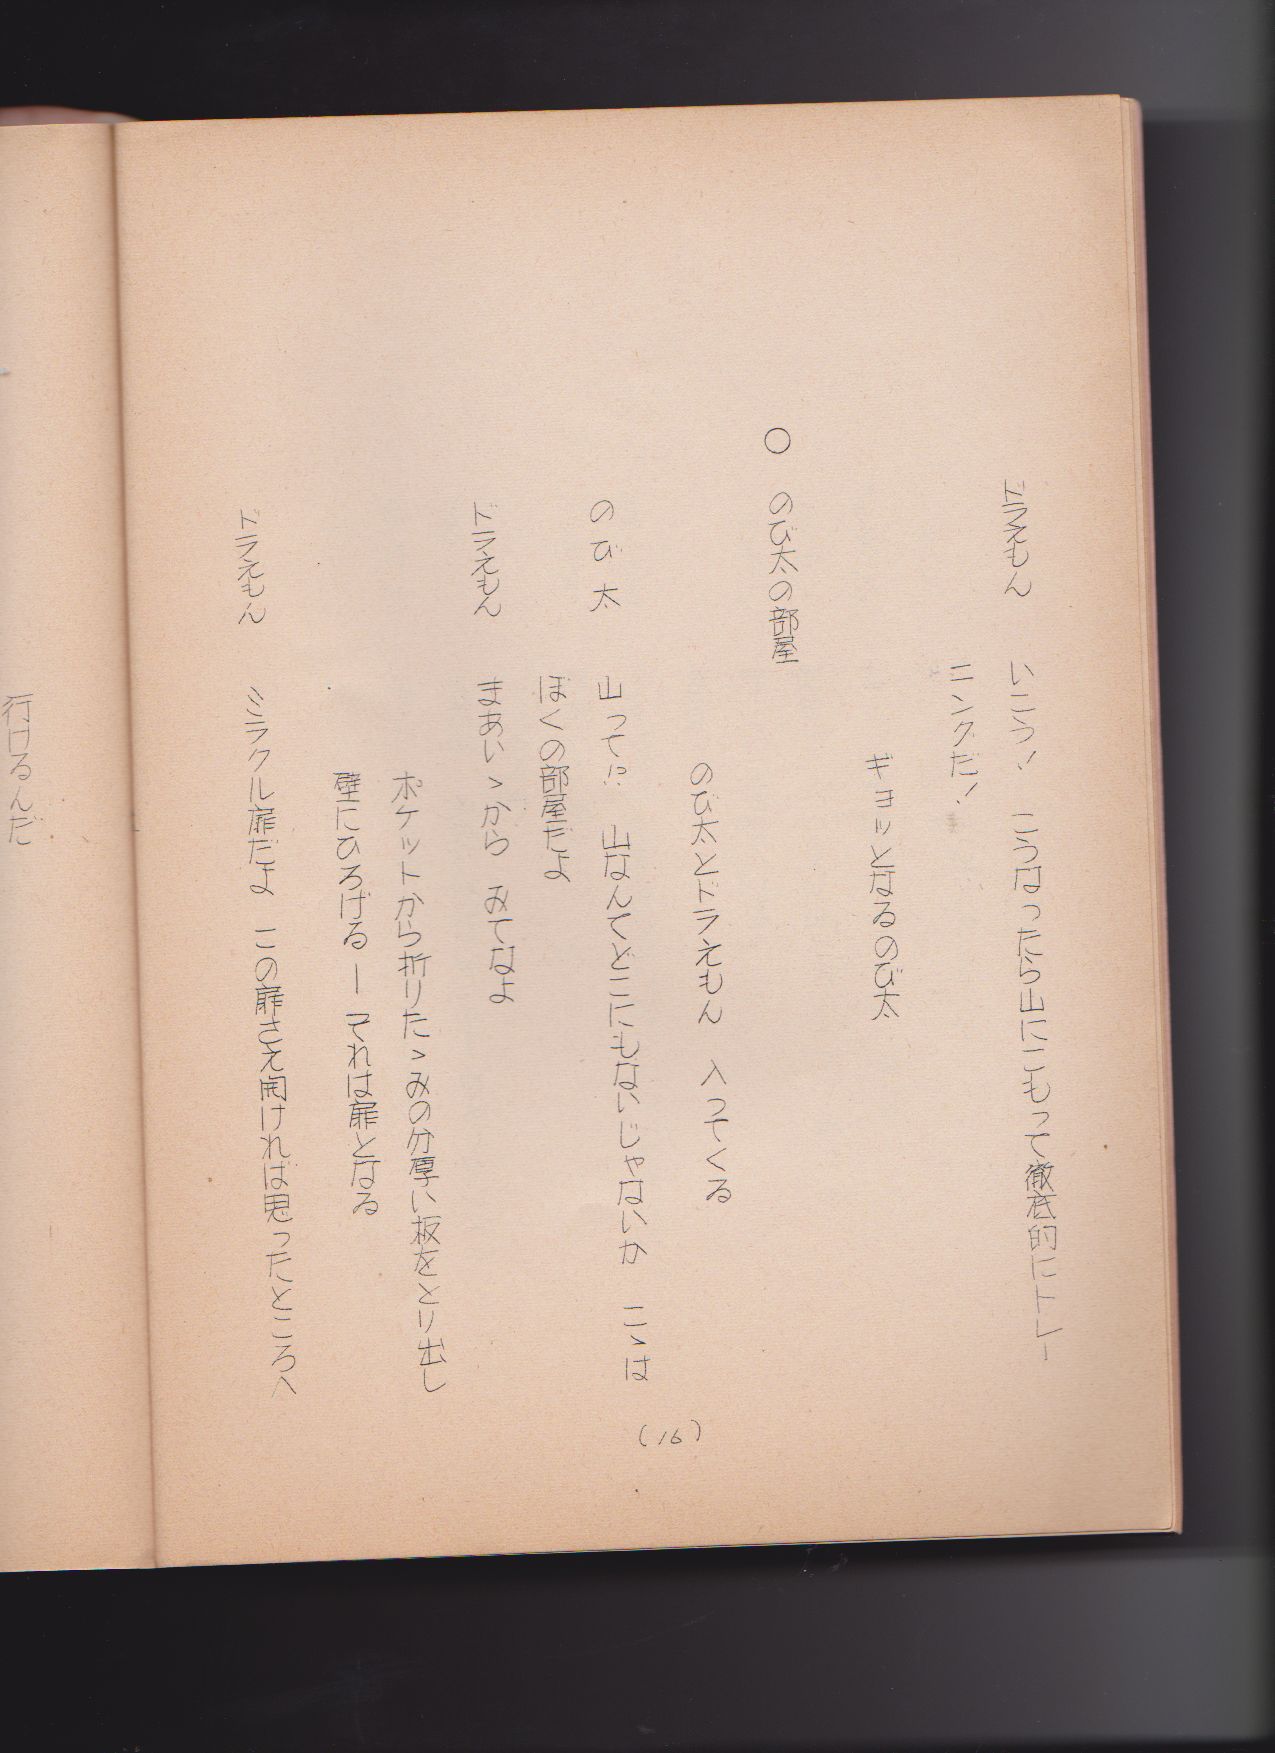 ドラえもん　いこう！　こうなったら山にこもって徹底的にトレー
ニングだ！
ギョッとなるのび太
○　のび太の部屋
のび太とドラえもん　入ってくる
のび太　山って!?　山なんてどこにもないじゃないか　こゝは
ぼくの部屋だよ
ドラえもん　まあいゝから　みてなよ
ポケットから折りたゝみの分厚い板をとり出し
壁にひろげる ― それは扉となる
ドラえもん　ミラクル扉だよ　この扉さえ開ければ思ったところへ
(16)
行けるんだ